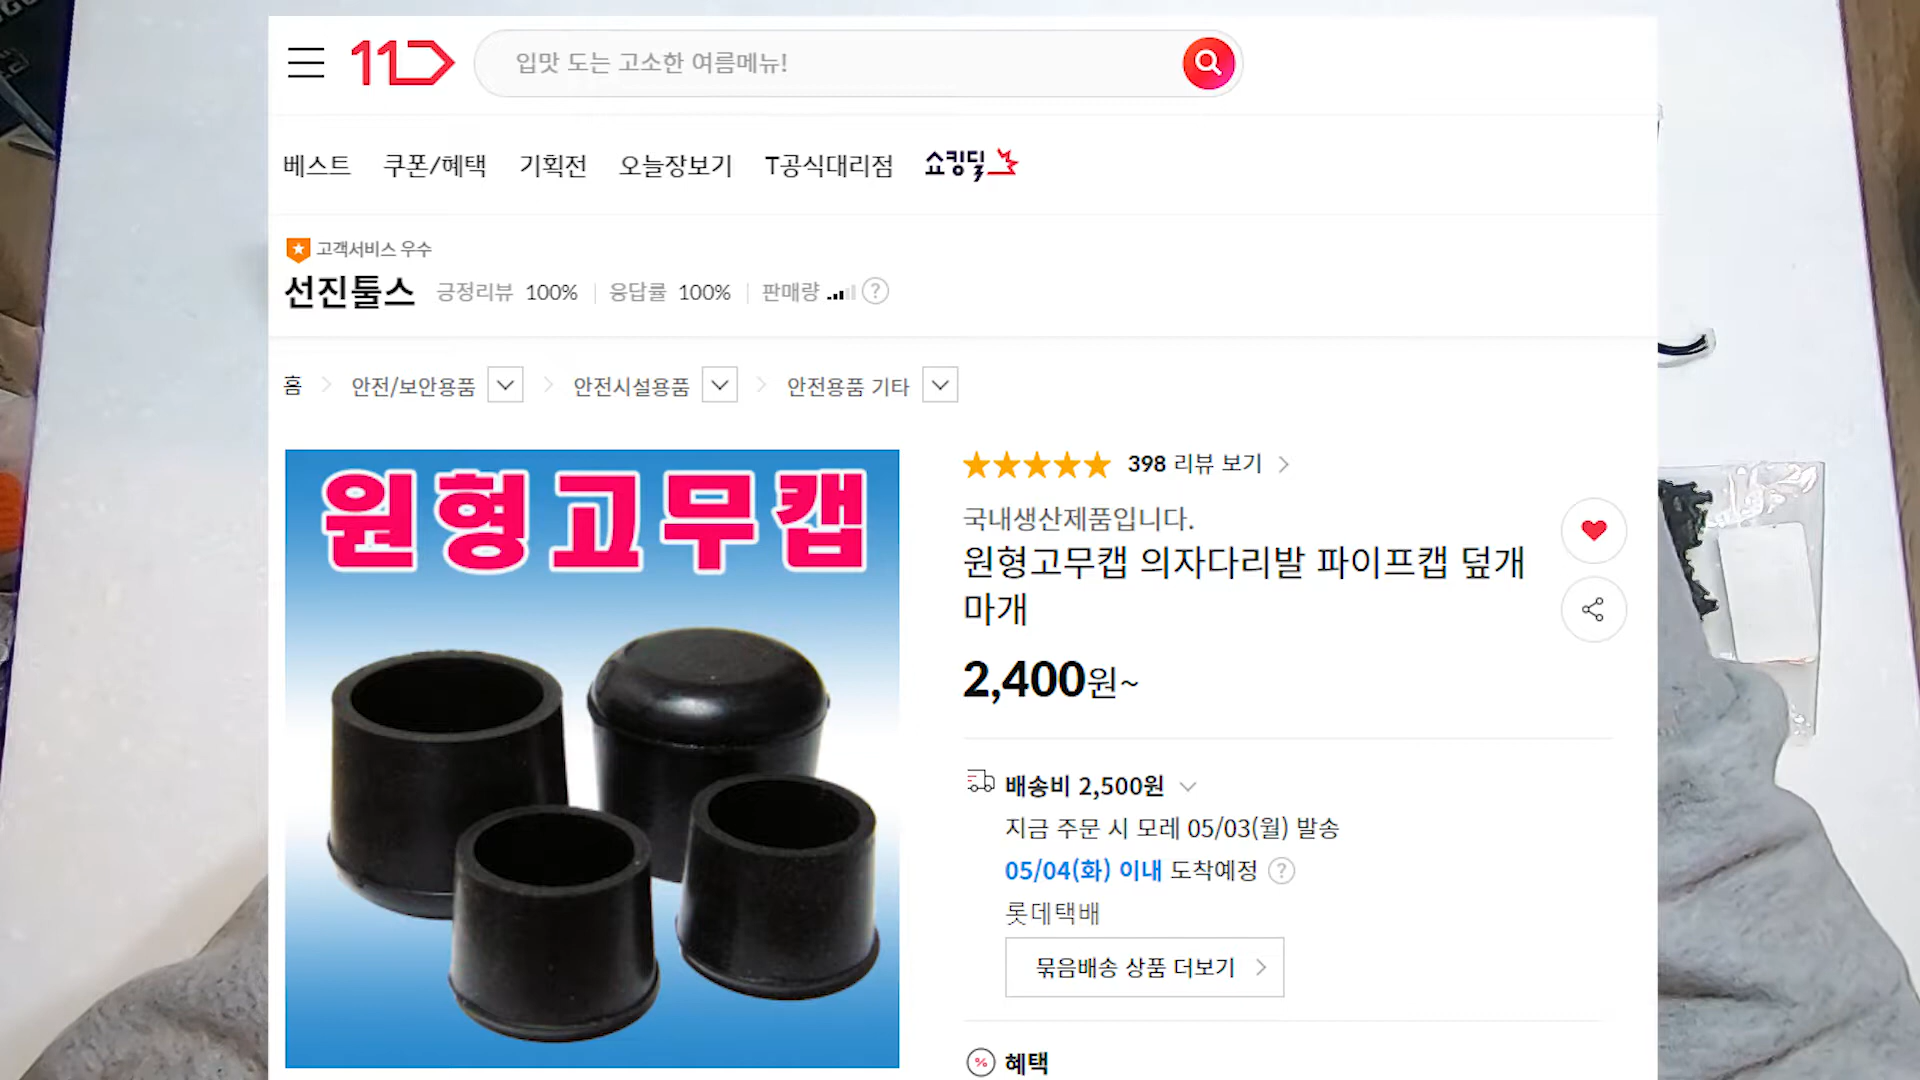 11
입맛 도는 고소한 여름메뉴!
베스트 쿠폰/혜택 기획전 오늘장보기 T공식대리점 쇼킹딜
고객서비스 우수
선진툴스 긍정리뷰 100% 응답률 100% 판매량 ?
홈 안전/보안용품 안전시설용품 안전용품 기타
원형고무캡
398 리뷰 보기
국내생산제품입니다.
원형고무캡 의자다리발 파이프캡 덮개
마개
2,400원~
배송비 2,500원
지금 주문 시 모레 05/03(월) 발송
05/04(화) 이내 도착예정 ?
롯데택배
묶음배송 상품 더보기
% 혜택